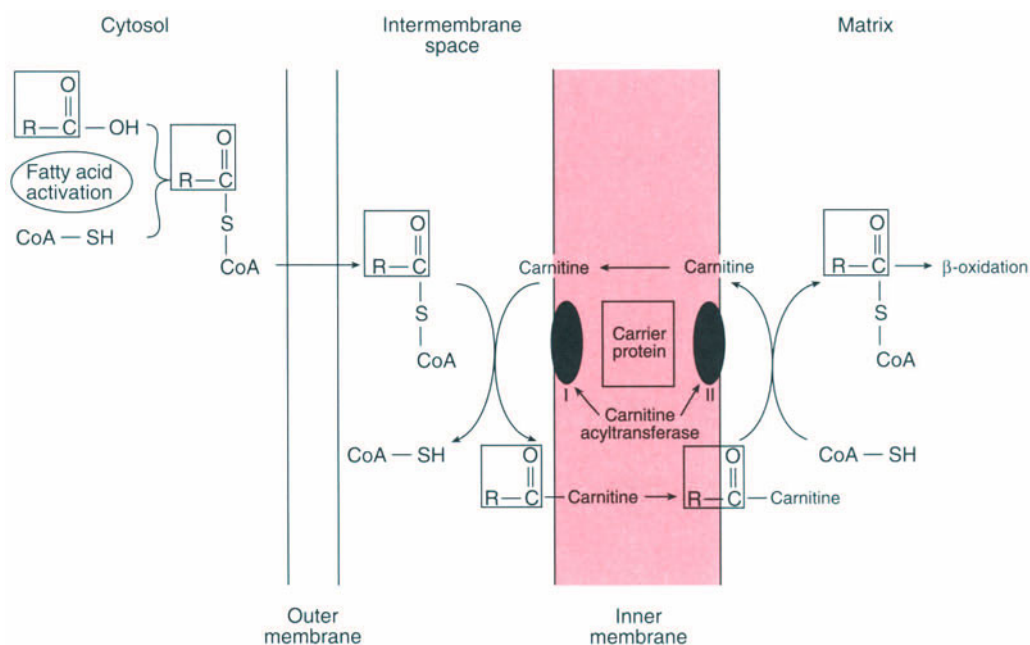 Cytosol
Intermembrane
space
Matrix
O
R — C — OH
Fatty acid
activation
CoA — SH
O
R — C
S
CoA
O
R — C
S
CoA
CoA — SH
Carnitine
Carnitine
Carrier
protein
I
II
Carnitine
acyltransferase
O
R — C — Carnitine
O
R — C — Carnitine
O
R — C
β-oxidation
S
CoA
CoA — SH
Outer
membrane
Inner
membrane